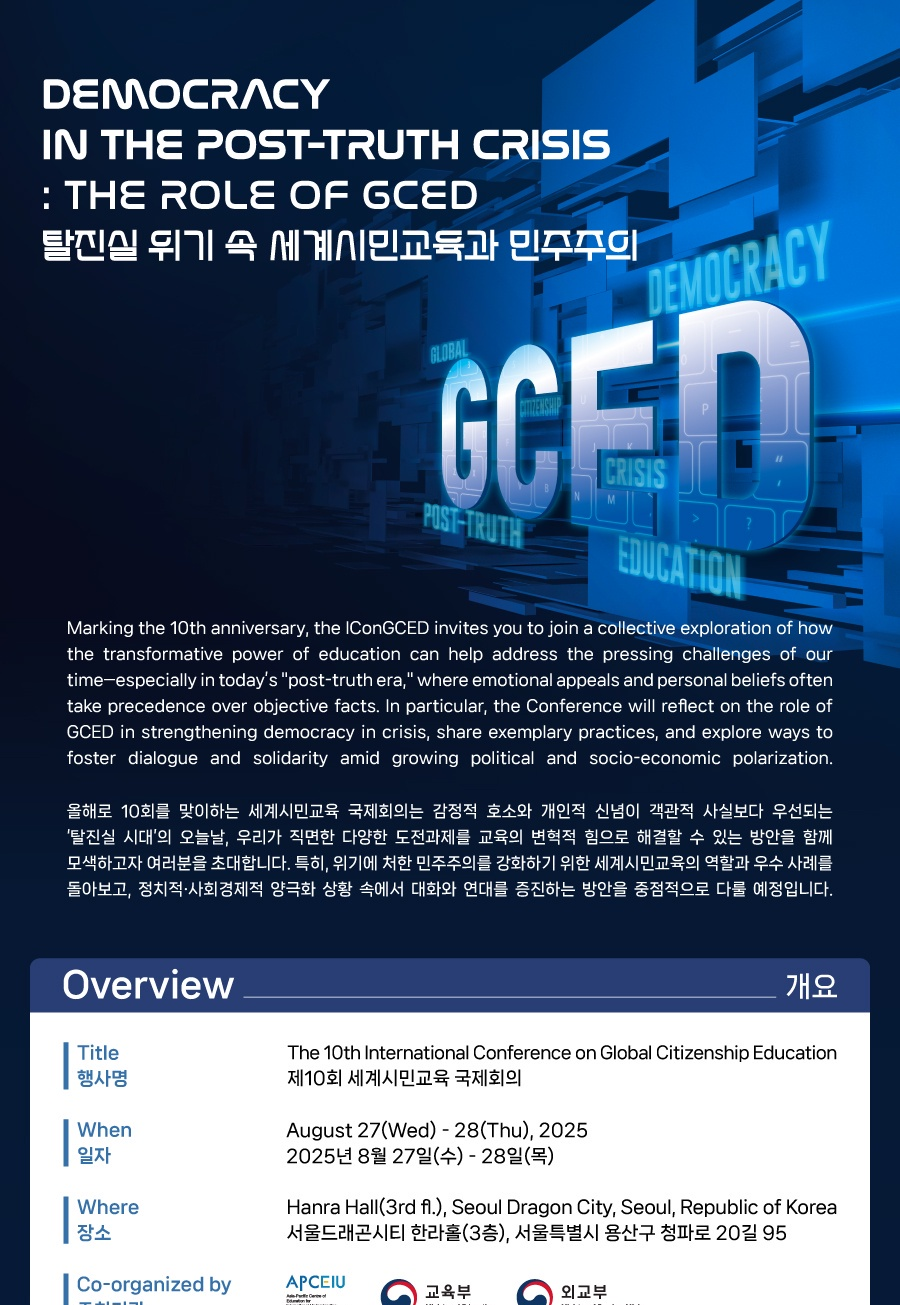 DEMOCRACY
IN THE POST-TRUTH CRISIS
: THE ROLE OF GCED
탈진실 위기 속 세계시민교육과 민주주의
DEMOCRACY
GLOBAL
GCED
CITIZENSHIP
CRISIS
POST-TRUTH
EDUCATION
Marking the 10th anniversary, the IConGCED invites you to join a collective exploration of how
the transformative power of education can help address the pressing challenges of our
time—especially in today's "post-truth era," where emotional appeals and personal beliefs often
take precedence over objective facts. In particular, the Conference will reflect on the role of
GCED in strengthening democracy in crisis, share exemplary practices, and explore ways to
foster dialogue and solidarity amid growing political and socio-economic polarization.
올해로 10회를 맞이하는 세계시민교육 국제회의는 감정적 호소와 개인적 신념이 객관적 사실보다 우선되는
'탈진실 시대'의 오늘날, 우리가 직면한 다양한 도전과제를 교육의 변혁적 힘으로 해결할 수 있는 방안을 함께
모색하고자 여러분을 초대합니다. 특히, 위기에 처한 민주주의를 강화하기 위한 세계시민교육의 역할과 우수 사례를
돌아보고, 정치적·사회경제적 양극화 상황 속에서 대화와 연대를 증진하는 방안을 중점적으로 다룰 예정입니다.
Overview 개요
Title The 10th International Conference on Global Citizenship Education
행사명 제10회 세계시민교육 국제회의
When August 27(Wed) - 28(Thu), 2025
일자 2025년 8월 27일(수) - 28일(목)
Where Hanra Hall(3rd fl.), Seoul Dragon City, Seoul, Republic of Korea
장소 서울드래곤시티 한라홀(3층), 서울특별시 용산구 청파로 20길 95
Co-organized by APCEIU 교육부 외교부
Asia-Pacific Centre of
Education for